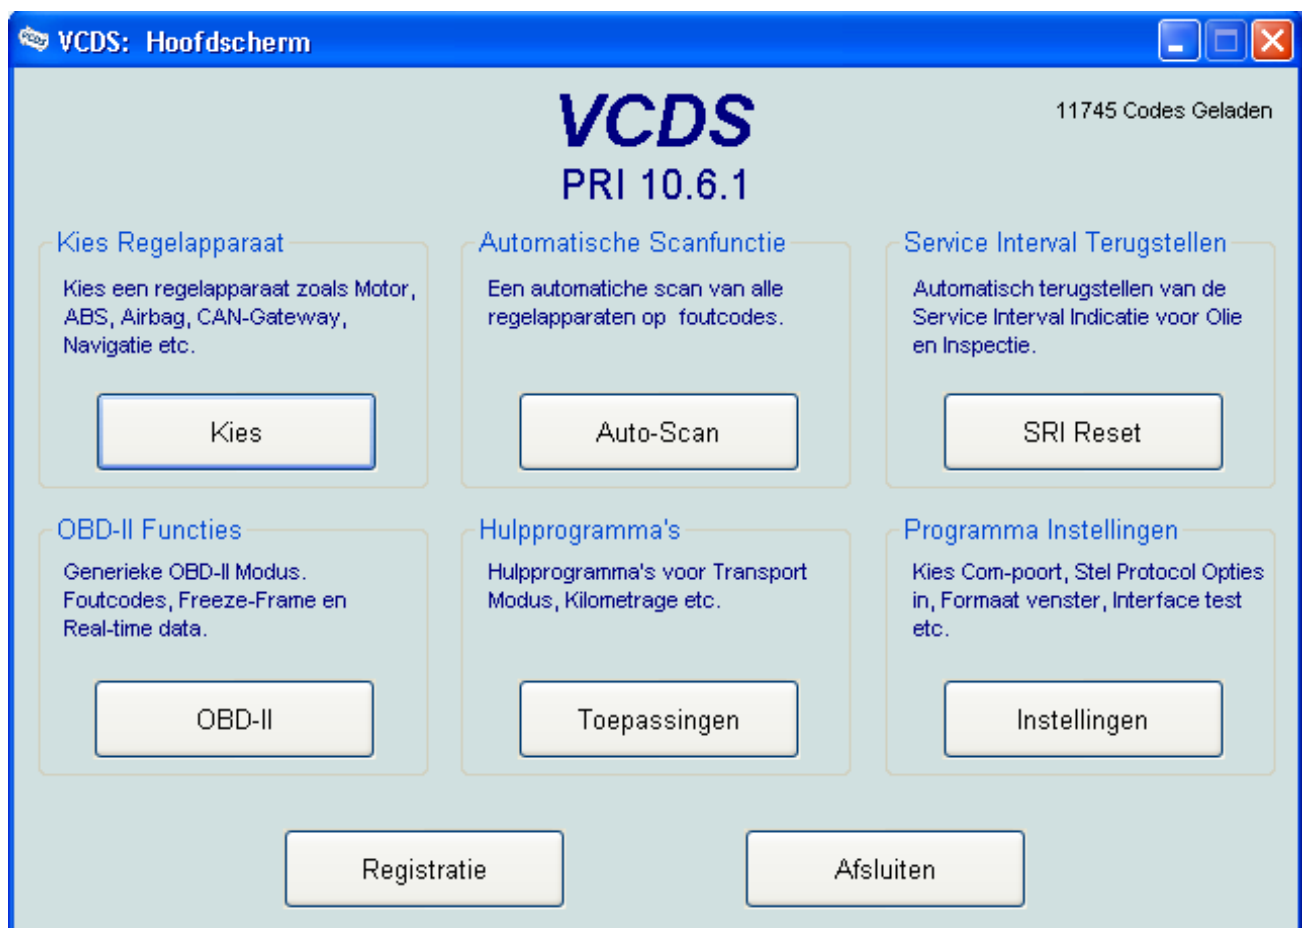 VCDS: Hoofdscherm
VCDS
PRI 10.6.1
11745 Codes Geladen
Kies Regelapparaat
Kies een regelapparaat zoals Motor,
ABS, Airbag, CAN-Gateway,
Navigatie etc.
Kies
Automatische Scanfunctie
Een automatiche scan van alle
regelapparaten op foutcodes.
Auto-Scan
Service Interval Terugstellen
Automatisch terugstellen van de
Service Interval Indicatie voor Olie
en Inspectie.
SRI Reset
OBD-II Functies
Generieke OBD-II Modus.
Foutcodes, Freeze-Frame en
Real-time data.
OBD-II
Hulpprogramma's
Hulpprogramma's voor Transport
Modus, Kilometrage etc.
Toepassingen
Programma Instellingen
Kies Com-poort, Stel Protocol Opties
in, Formaat venster, Interface test
etc.
Instellingen
Registratie
Afsluiten